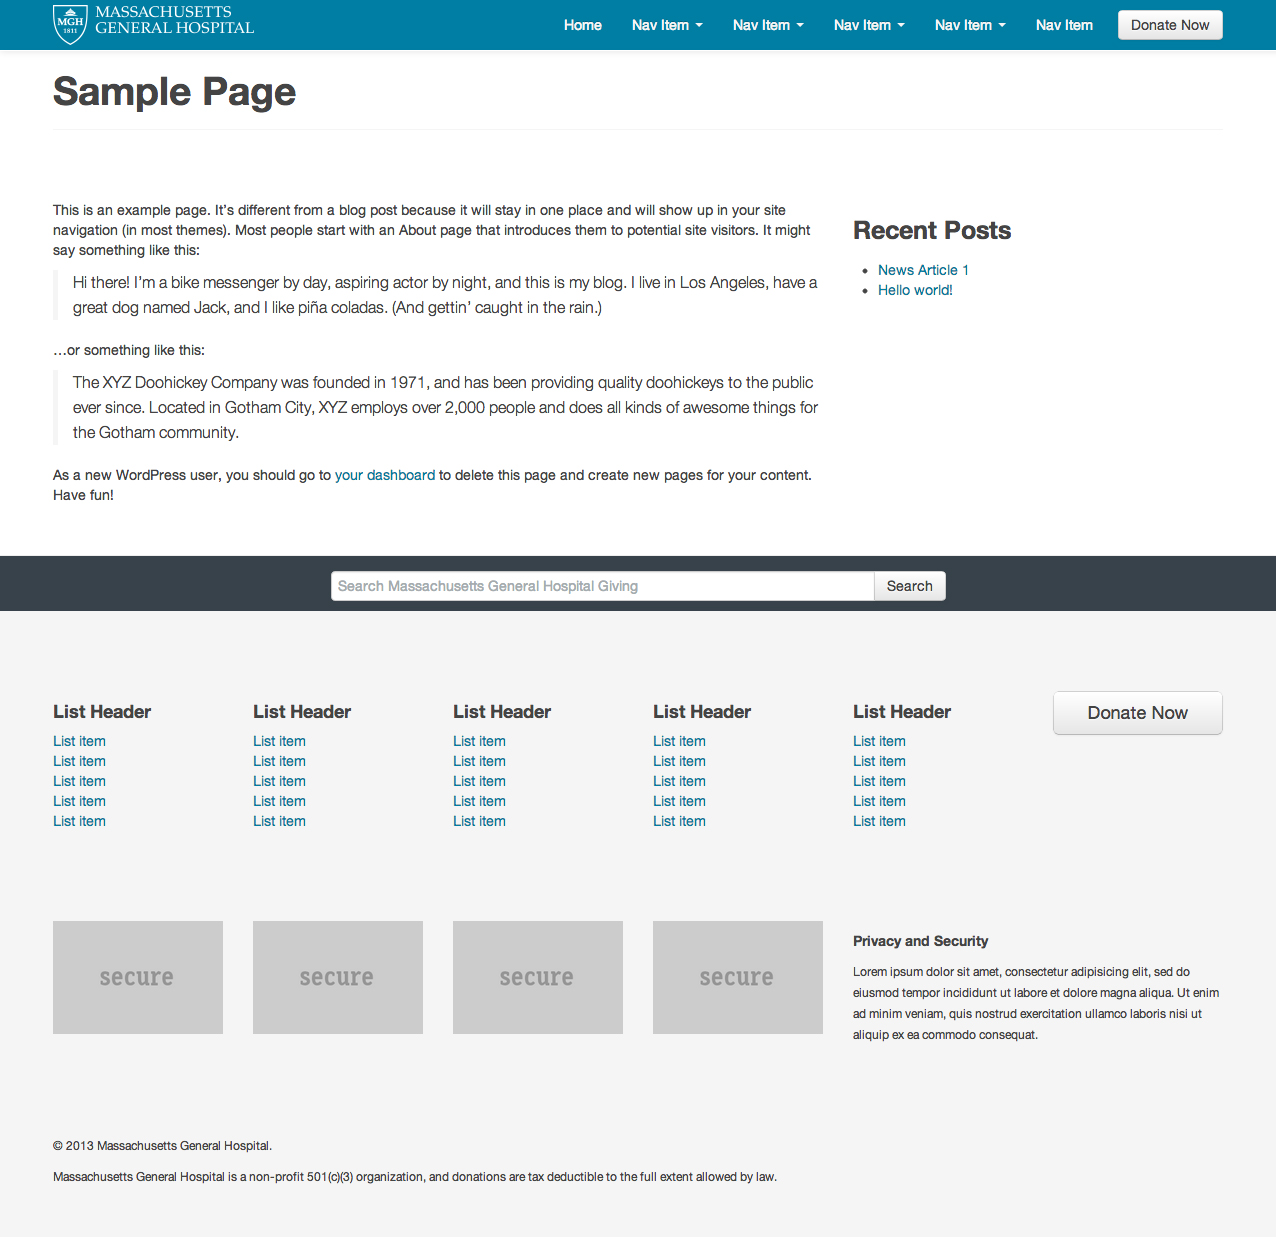 MGH
1811
MASSACHUSETTS
GENERAL HOSPITAL
Home Nav Item Nav Item Nav Item Nav Item Nav Item Donate Now
Sample Page
This is an example page. It’s different from a blog post because it will stay in one place and will show up in your site
navigation (in most themes). Most people start with an About page that introduces them to potential site visitors. It might
say something like this:
Hi there! I’m a bike messenger by day, aspiring actor by night, and this is my blog. I live in Los Angeles, have a
great dog named Jack, and I like piña coladas. (And gettin’ caught in the rain.)
…or something like this:
The XYZ Doohickey Company was founded in 1971, and has been providing quality doohickeys to the public
ever since. Located in Gotham City, XYZ employs over 2,000 people and does all kinds of awesome things for
the Gotham community.
As a new WordPress user, you should go to your dashboard to delete this page and create new pages for your content.
Have fun!
Recent Posts
News Article 1
Hello world!
Search Massachusetts General Hospital Giving Search
List Header List Header List Header List Header List Header Donate Now
List item List item List item List item List item
List item List item List item List item List item
List item List item List item List item List item
List item List item List item List item List item
List item List item List item List item List item
secure secure secure secure
Privacy and Security
Lorem ipsum dolor sit amet, consectetur adipisicing elit, sed do
eiusmod tempor incididunt ut labore et dolore magna aliqua. Ut enim
ad minim veniam, quis nostrud exercitation ullamco laboris nisi ut
aliquip ex ea commodo consequat.
© 2013 Massachusetts General Hospital.
Massachusetts General Hospital is a non-profit 501(c)(3) organization, and donations are tax deductible to the full extent allowed by law.